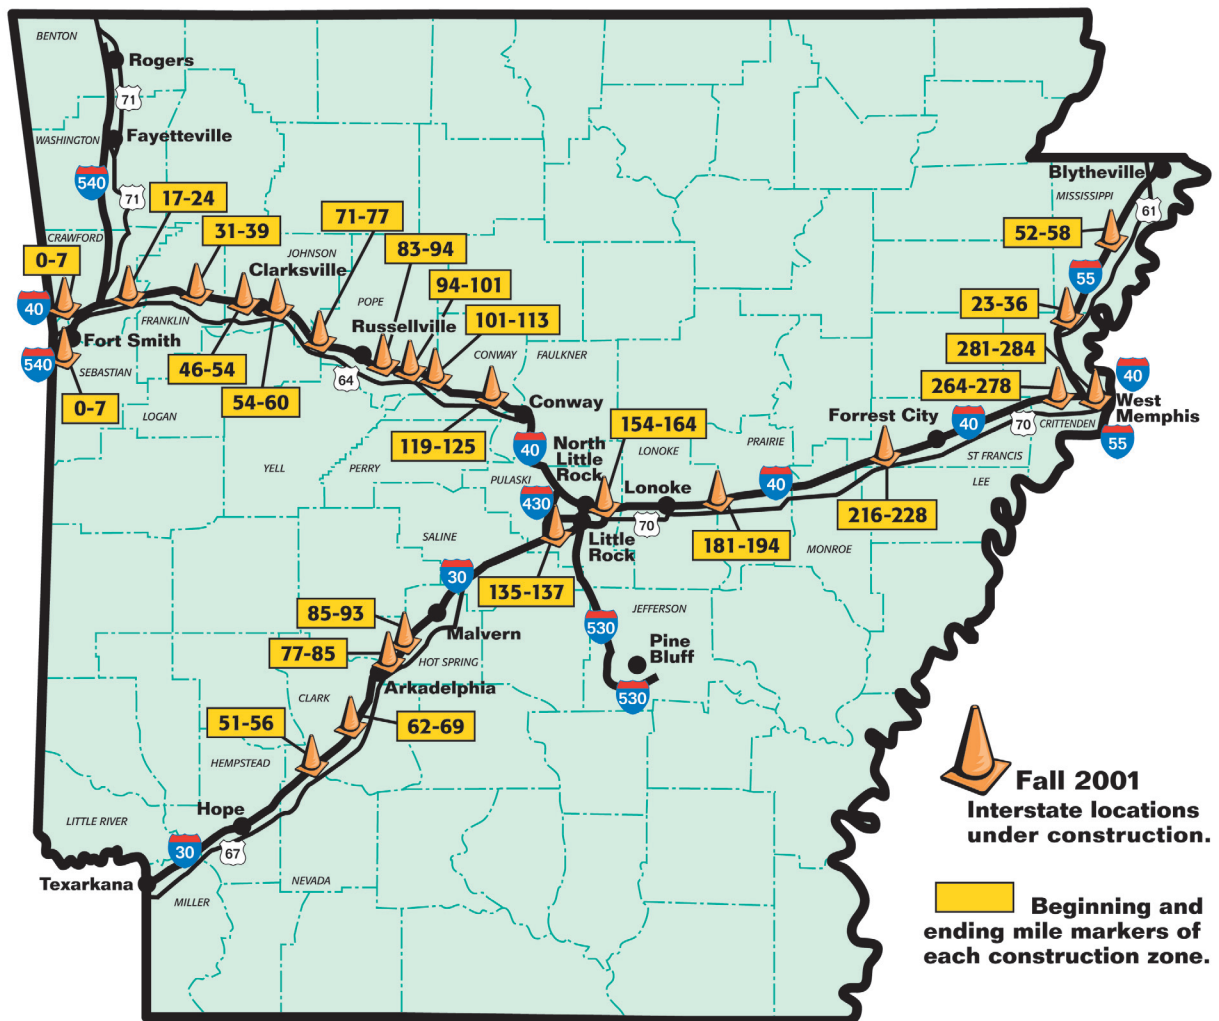 BENTON
Rogers
71
WASHINGTON
Fayetteville
540
71
17-24
CRAWFORD
0-7
40
31-39
JOHNSON
Clarksville
71-77
83-94
94-101
101-113
POPE
Russellville
FRANKLIN
Fort Smith
540
SEBASTIAN
0-7
46-54
54-60
64
CONWAY
FAULKNER
LOGAN
119-125
Conway
YELL
PERRY
40
North
Little
Rock
PULASKI
430
154-164
LONOKE
Lonoke
PRAIRIE
40
Forrest City
40
70
264-278
281-284
23-36
55
52-58
MISSISSIPPI
Blytheville
61
40
West
Memphis
CRITTENDEN
55
ST FRANCIS
LEE
216-228
181-194
MONROE
70
Little
Rock
SALINE
30
135-137
85-93
Malvern
77-85
HOT SPRING
Arkadelphia
JEFFERSON
530
Pine
Bluff
530
CLARK
51-56
62-69
HEMPSTEAD
Hope
LITTLE RIVER
30
67
Texarkana
MILLER
NEVADA
Fall 2001
Interstate locations
under construction.
Beginning and
ending mile markers of
each construction zone.